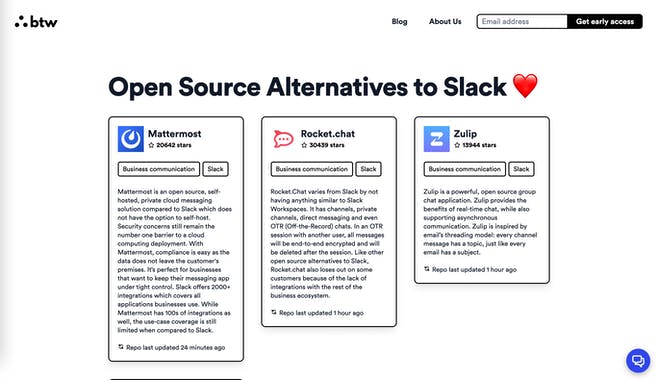 btw
Blog
About Us
Email address
Get early access
Open Source Alternatives to Slack ❤️
Mattermost
20642 stars
Business communication
Slack
Mattermost is an open source, self-
hosted, private cloud messaging
solution compared to Slack which does
not have the option to self-host.
Security concerns still remain the
number one barrier to a cloud
computing deployment. With
Mattermost, compliance is easy as the
data does not leave the customer's
premises. It's perfect for businesses
that want to keep their messaging app
under tight control. Slack offers 2000+
integrations which covers all
applications businesses use. While
Mattermost has 100s of integrations as
well, the use-case coverage is still
limited when compared to Slack.
Repo last updated 24 minutes ago
Rocket.chat
30439 stars
Business communication
Slack
Rocket.Chat varies from Slack by not
having anything similar to Slack
Workspaces. It has channels, private
channels, direct messaging and even
OTR (Off-the-Record) chats. In an OTR
session with another user, all messages
will be end-to-end encrypted and will
be deleted after the session. Like other
open source alternatives to Slack,
Rocket.chat also loses out on some
customers because of the lack of
integrations with the rest of the
business ecosystem.
Repo last updated 1 hour ago
Zulip
13944 stars
Business communication
Slack
Zulip is a powerful, open source group
chat application. Zulip provides the
benefits of real-time chat, while also
supporting asynchronous
communication. Zulip is inspired by
email's threading model: every channel
message has a topic, just like every
email has a subject.
Repo last updated 1 hour ago